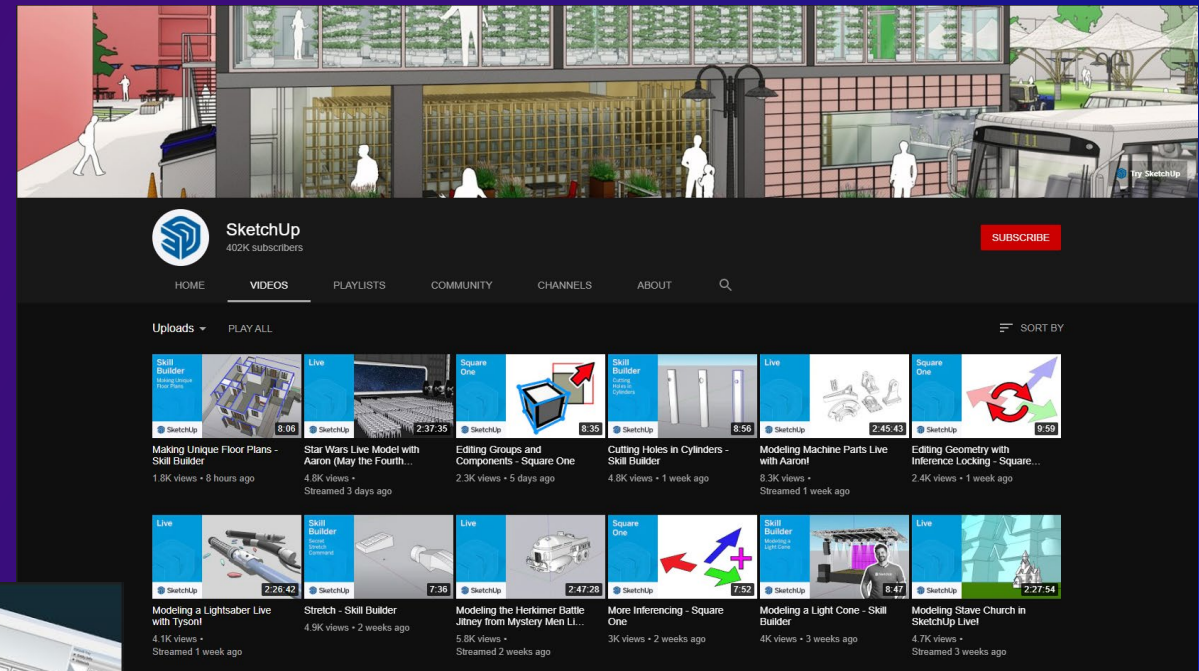 T11
Try SketchUp
SketchUp
402K subscribers
SUBSCRIBE
HOME VIDEOS PLAYLISTS COMMUNITY CHANNELS ABOUT
Uploads PLAY ALL SORT BY
Skill
Builder
Making Unique
Floor Plans
SketchUp
8:06
Live
SketchUp
2:37:35
Square
One
SketchUp
8:35
Skill
Builder
Cutting
Holes in
Cylinders
SketchUp
8:56
Live
SketchUp
2:45:43
Square
One
SketchUp
9:59
Making Unique Floor Plans -
Skill Builder
1.8K views • 8 hours ago
Star Wars Live Model with
Aaron (May the Fourth...
4.8K views •
Streamed 3 days ago
Editing Groups and
Components - Square One
2.3K views • 5 days ago
Cutting Holes in Cylinders -
Skill Builder
4.8K views • 1 week ago
Modeling Machine Parts Live
with Aaron!
8.3K views •
Streamed 1 week ago
Editing Geometry with
Inference Locking - Square...
2.4K views • 1 week ago
Live
SketchUp
2:26:42
Skill
Builder
Secret
Stretch
Command
SketchUp
7:36
Live
SketchUp
2:47:28
Square
One
SketchUp
7:52
Skill
Builder
Modeling a
Light Cone
SketchUp
8:47
Live
SketchUp
2:27:54
Modeling a Lightsaber Live
with Tyson!
4.1K views •
Streamed 1 week ago
Stretch - Skill Builder
4.9K views • 2 weeks ago
Modeling the Herkimer Battle
Jitney from Mystery Men Li...
5.8K views •
Streamed 2 weeks ago
More Inferencing - Square
One
3K views • 2 weeks ago
Modeling a Light Cone - Skill
Builder
4K views • 3 weeks ago
Modeling Stave Church in
SketchUp Live!
4.7K views •
Streamed 3 weeks ago